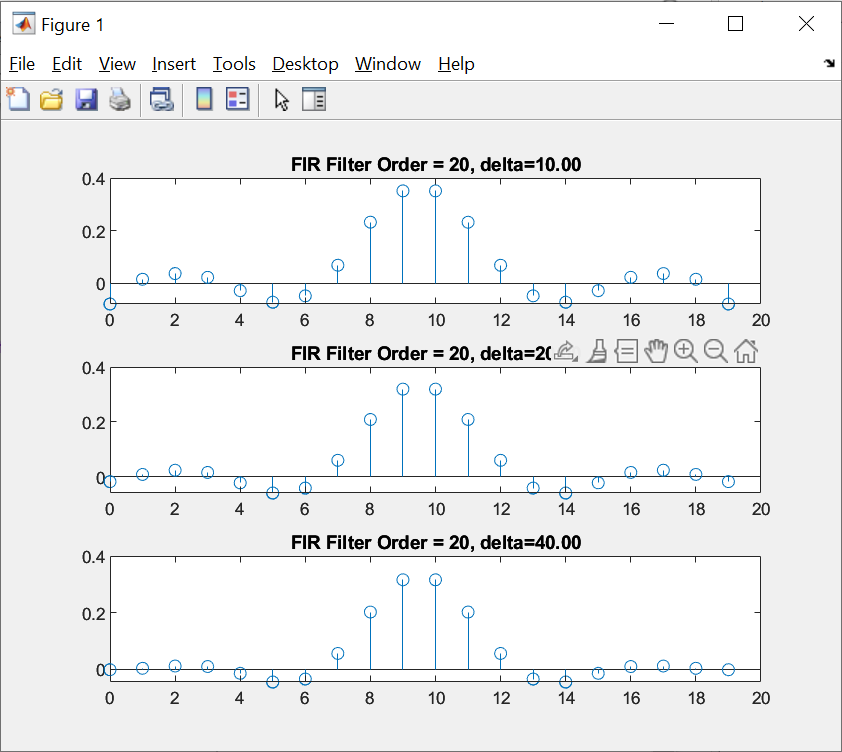 Figure 1
File Edit View Insert Tools Desktop Window Help
FIR Filter Order = 20, delta=10.00
0.4
0.2
0
0 2 4 6 8 10 12 14 16 18 20
FIR Filter Order = 20, delta=20
0.4
0.2
0
0 2 4 6 8 10 12 14 16 18 20
FIR Filter Order = 20, delta=40.00
0.4
0.2
0
0 2 4 6 8 10 12 14 16 18 20